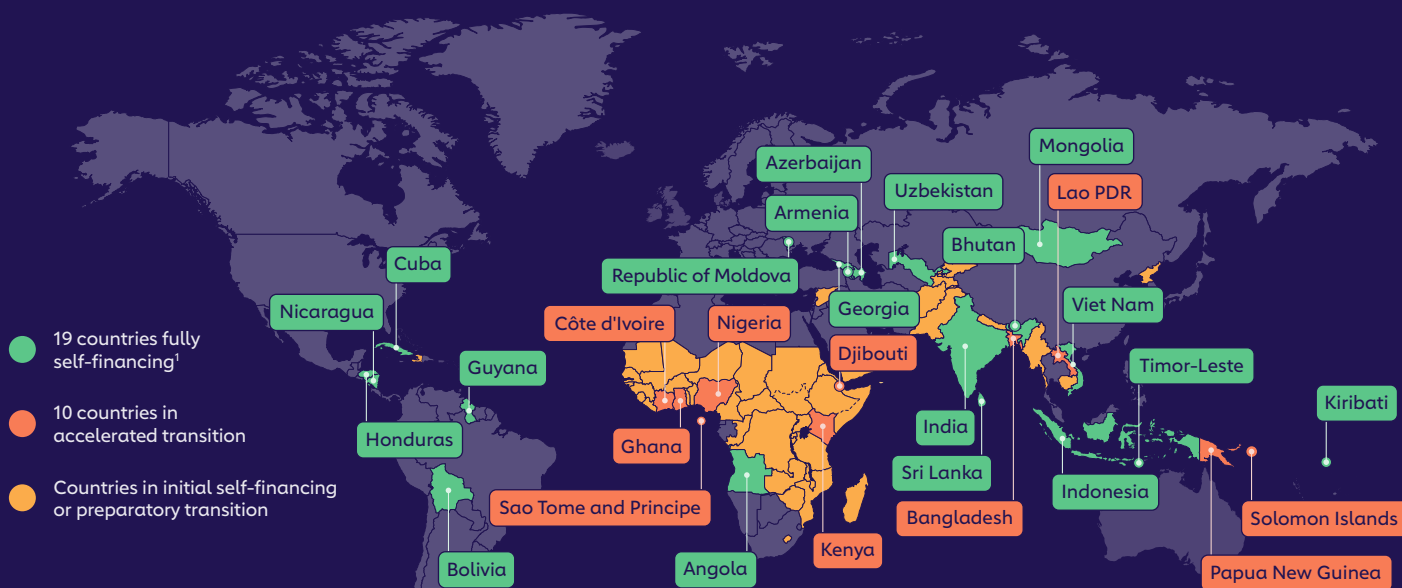 Azerbaijan
Mongolia
Uzbekistan
Lao PDR
Armenia
Bhutan
Cuba
Republic of Moldova
Nicaragua
Georgia
Viet Nam
Côte d'Ivoire
Nigeria
19 countries fully
self-financing¹
Djibouti
Guyana
Timor-Leste
10 countries in
accelerated transition
Kiribati
Honduras
Ghana
India
Sri Lanka
Countries in initial self-financing
or preparatory transition
Indonesia
Sao Tome and Principe
Bangladesh
Solomon Islands
Kenya
Bolivia
Angola
Papua New Guinea